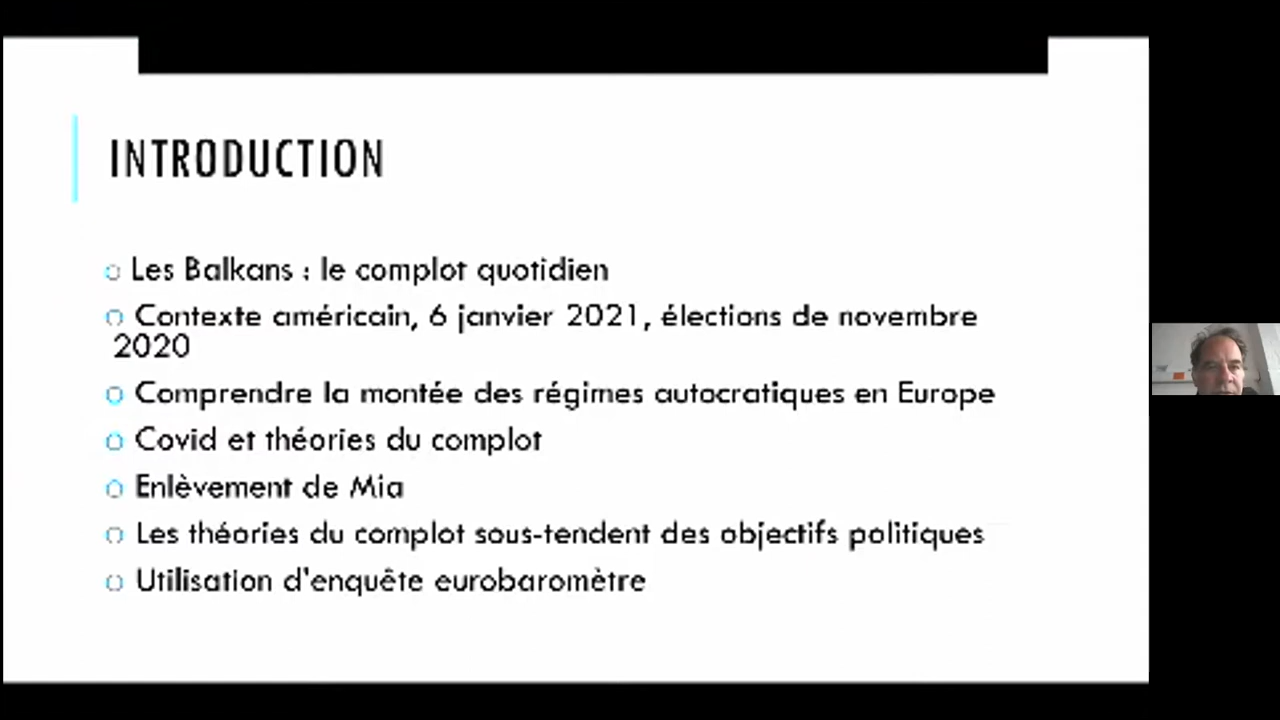 INTRODUCTION
Les Balkans : le complot quotidien
Contexte américain, 6 janvier 2021, élections de novembre
2020
Comprendre la montée des régimes autocratiques en Europe
Covid et théories du complot
Enlèvement de Mia
Les théories du complot sous-tendent des objectifs politiques
Utilisation d'enquête eurobaromètre